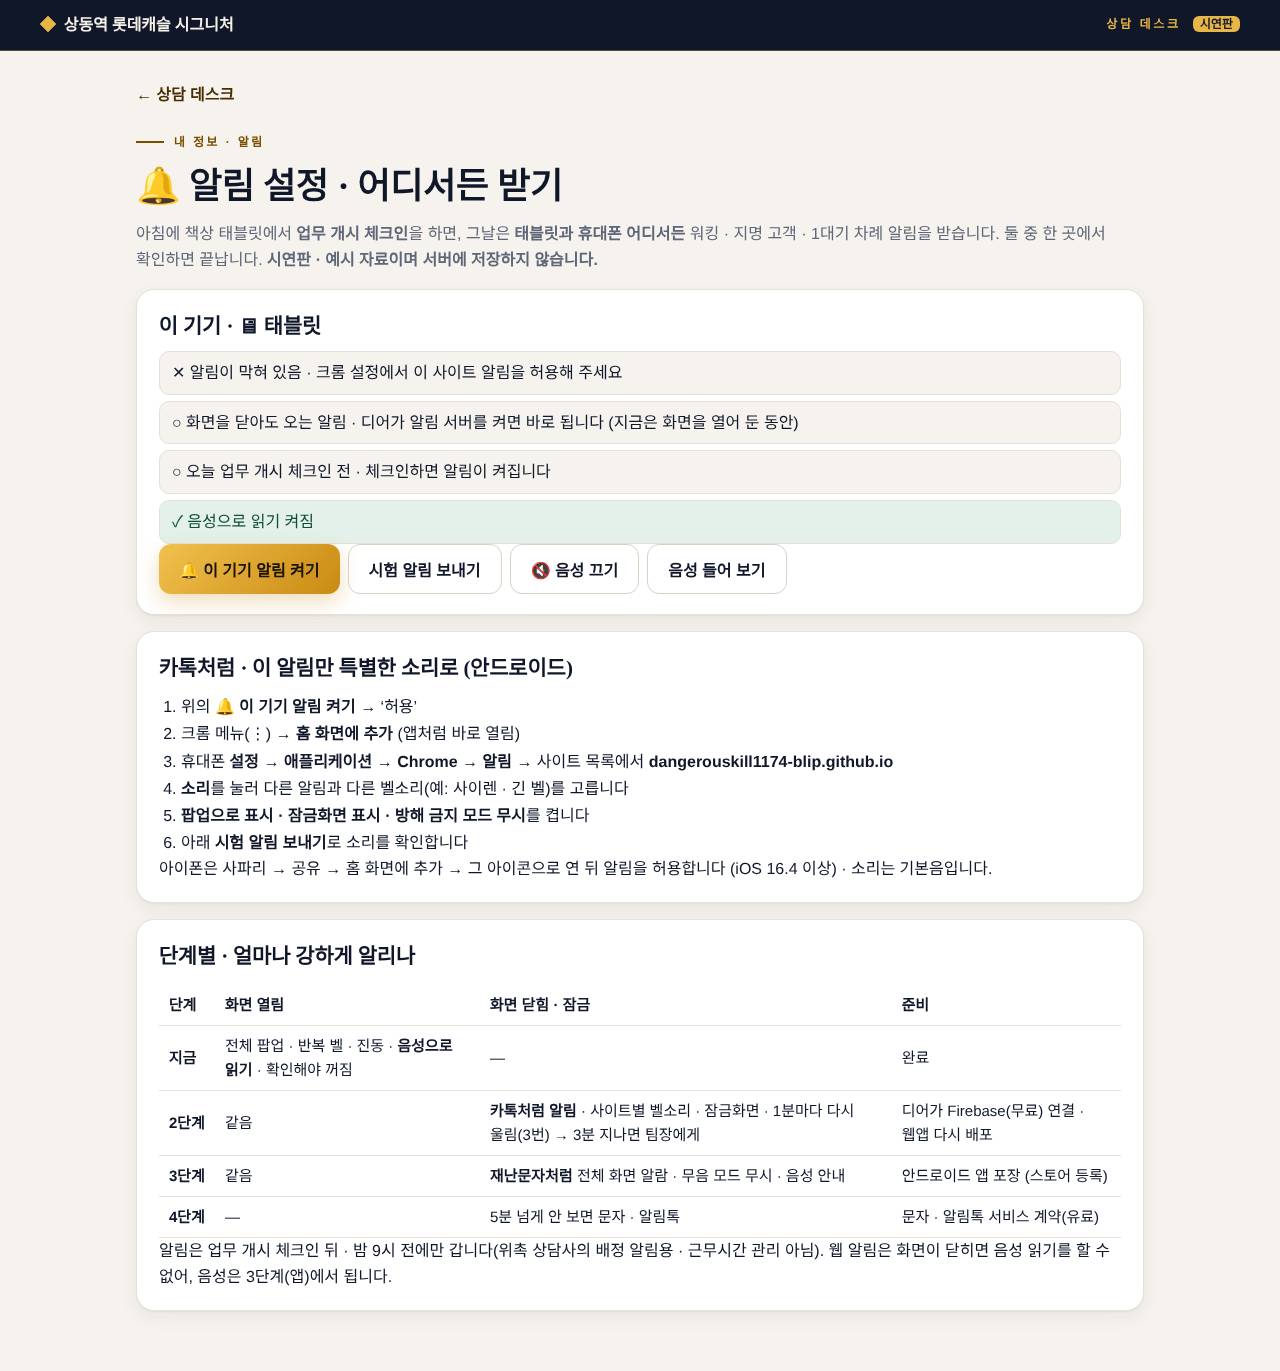 ◆ 상동역 롯데캐슬 시그니처
상담 데스크 시연판
← 상담 데스크
내 정보 · 알림
🔔 알림 설정 · 어디서든 받기
아침에 책상 태블릿에서 업무 개시 체크인을 하면, 그날은 태블릿과 휴대폰 어디서든 워킹 · 지명 고객 · 1대기 차례 알림을 받습니다. 둘 중 한 곳에서
확인하면 끝납니다. 시연판 · 예시 자료이며 서버에 저장하지 않습니다.
이 기기 · 🖥 태블릿
✕ 알림이 막혀 있음 · 크롬 설정에서 이 사이트 알림을 허용해 주세요
○ 화면을 닫아도 오는 알림 · 디어가 알림 서버를 켜면 바로 됩니다 (지금은 화면을 열어 둔 동안)
○ 오늘 업무 개시 체크인 전 · 체크인하면 알림이 켜집니다
✓ 음성으로 읽기 켜짐
🔔 이 기기 알림 켜기 시험 알림 보내기 🔇 음성 끄기 음성 들어 보기
카톡처럼 · 이 알림만 특별한 소리로 (안드로이드)
1. 위의 🔔 이 기기 알림 켜기 → ‘허용’
2. 크롬 메뉴(⋮) → 홈 화면에 추가 (앱처럼 바로 열림)
3. 휴대폰 설정 → 애플리케이션 → Chrome → 알림 → 사이트 목록에서 dangerouskill1174-blip.github.io
4. 소리를 눌러 다른 알림과 다른 벨소리(예: 사이렌 · 긴 벨)를 고릅니다
5. 팝업으로 표시 · 잠금화면 표시 · 방해 금지 모드 무시를 켭니다
6. 아래 시험 알림 보내기로 소리를 확인합니다
아이폰은 사파리 → 공유 → 홈 화면에 추가 → 그 아이콘으로 연 뒤 알림을 허용합니다 (iOS 16.4 이상) · 소리는 기본음입니다.
단계별 · 얼마나 강하게 알리나
단계 화면 열림 화면 닫힘 · 잠금 준비
지금 전체 팝업 · 반복 벨 · 진동 · 음성으로
읽기 · 확인해야 꺼짐 — 완료
2단계 같음 카톡처럼 알림 · 사이트별 벨소리 · 잠금화면 · 1분마다 다시
울림(3번) → 3분 지나면 팀장에게 디어가 Firebase(무료) 연결 ·
웹앱 다시 배포
3단계 같음 재난문자처럼 전체 화면 알람 · 무음 모드 무시 · 음성 안내 안드로이드 앱 포장 (스토어 등록)
4단계 — 5분 넘게 안 보면 문자 · 알림톡 문자 · 알림톡 서비스 계약(유료)
알림은 업무 개시 체크인 뒤 · 밤 9시 전에만 갑니다(위촉 상담사의 배정 알림용 · 근무시간 관리 아님). 웹 알림은 화면이 닫히면 음성 읽기를 할 수
없어, 음성은 3단계(앱)에서 됩니다.